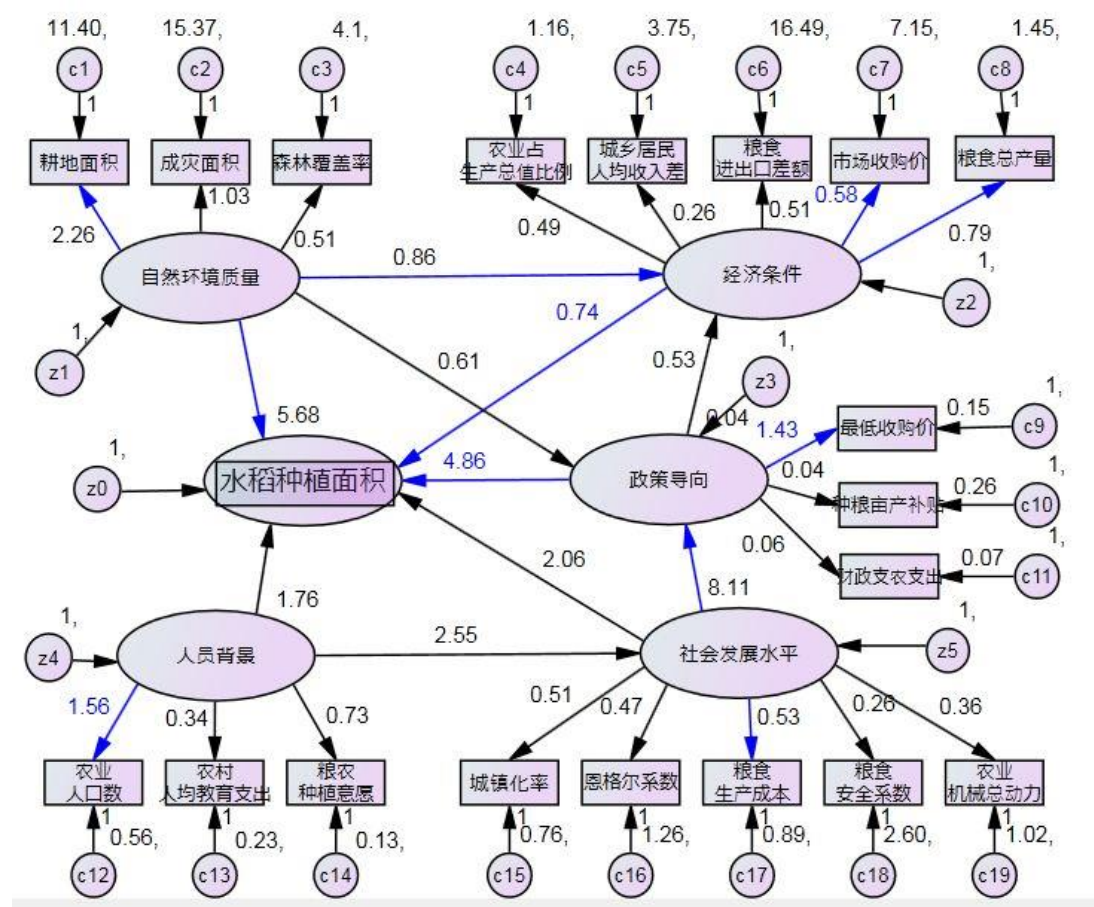 11.40,
15.37,
4.1,
1.16,
3.75,
16.49,
7.15,
1.45,
c1
c2
c3
c4
c5
c6
c7
c8
1
1
1
1
1
1
1
1
耕地面积
成灾面积
森林覆盖率
农业占
生产总值比例
城乡居民
人均收入差
粮食
进出口差额
市场收购价
粮食总产量
2.26
1.03
0.51
0.49
0.26
0.51
0.58
0.79
自然环境质量
0.86
经济条件
1,
z2
1,
z1
0.74
0.61
0.53
1,
z3
0.04
5.68
1.43
最低收购价
0.15
1,
c9
1,
z0
水稻种植面积
4.86
政策导向
0.04
种粮亩产补贴
0.26
1,
c10
0.06
财政支农支出
0.07
1,
c11
2.06
8.11
1.76
1,
z4
人员背景
2.55
社会发展水平
1,
z5
1.56
0.34
0.73
0.51
0.47
0.53
0.26
0.36
农业
人口数
农村
人均教育支出
粮农
种植意愿
城镇化率
恩格尔系数
粮食
生产成本
粮食
安全系数
农业
机械总动力
1
1
1
1
1
1
1
1
0.56,
0.23,
0.13,
0.76,
1.26,
0.89,
2.60,
1.02,
c12
c13
c14
c15
c16
c17
c18
c19